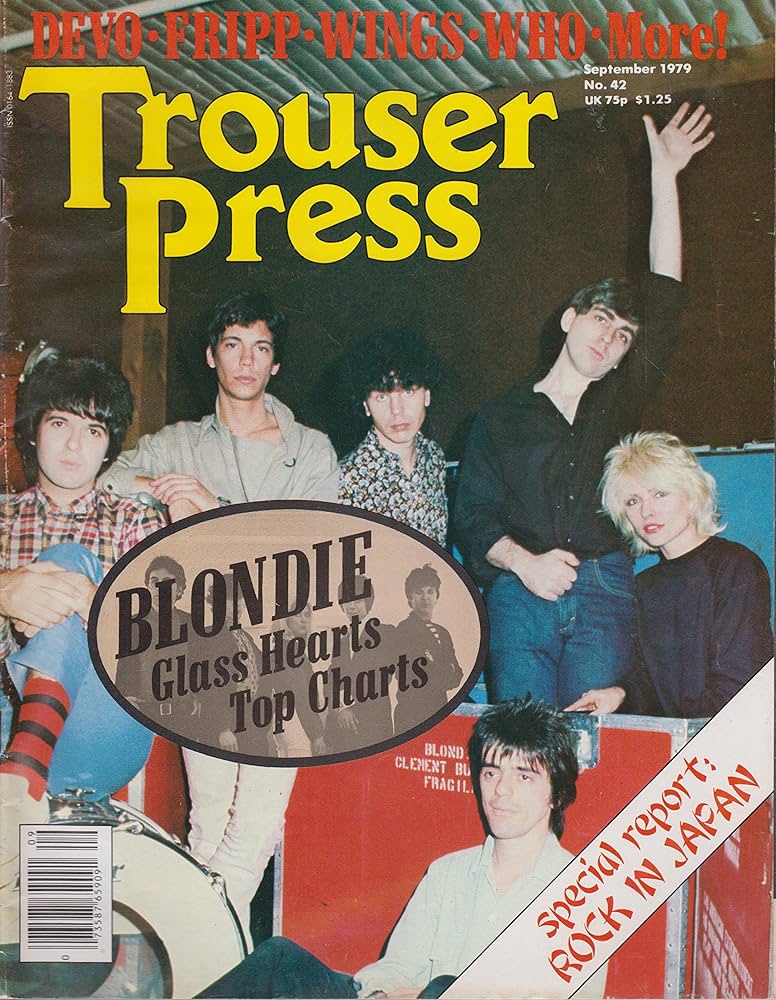 DEVO·FRIPP·WINGS·WHO·More!
ISSN 0164-1883
September 1979
No. 42
UK 75p $1.25
Trouser
Press
BLONDIE
Glass Hearts
Top Charts
BLOND
CLEMENT BU
FRAGIL
special report:
ROCK IN JAPAN
09
0 73587 65909